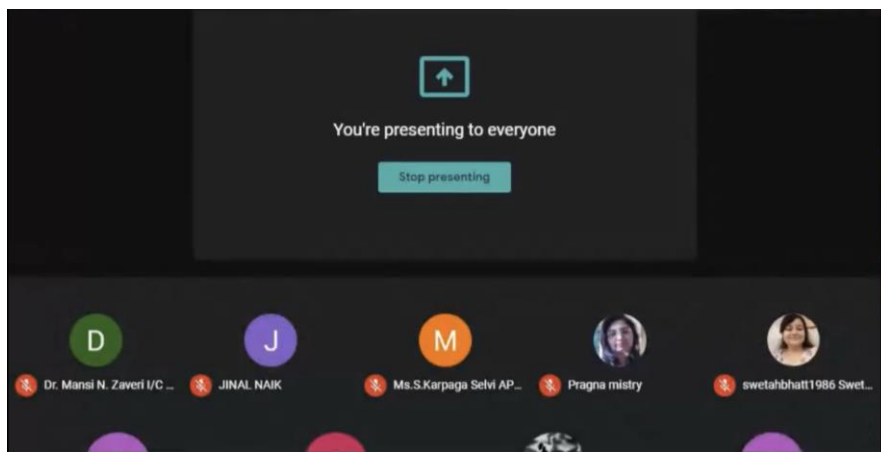 You're presenting to everyone
Stop presenting
D J M
Dr. Mansi N. Zaveri I/C ... JINAL NAIK Ms.S.Karpaga Selvi AP... Pragna mistry swetahbhatt1986 Swet...